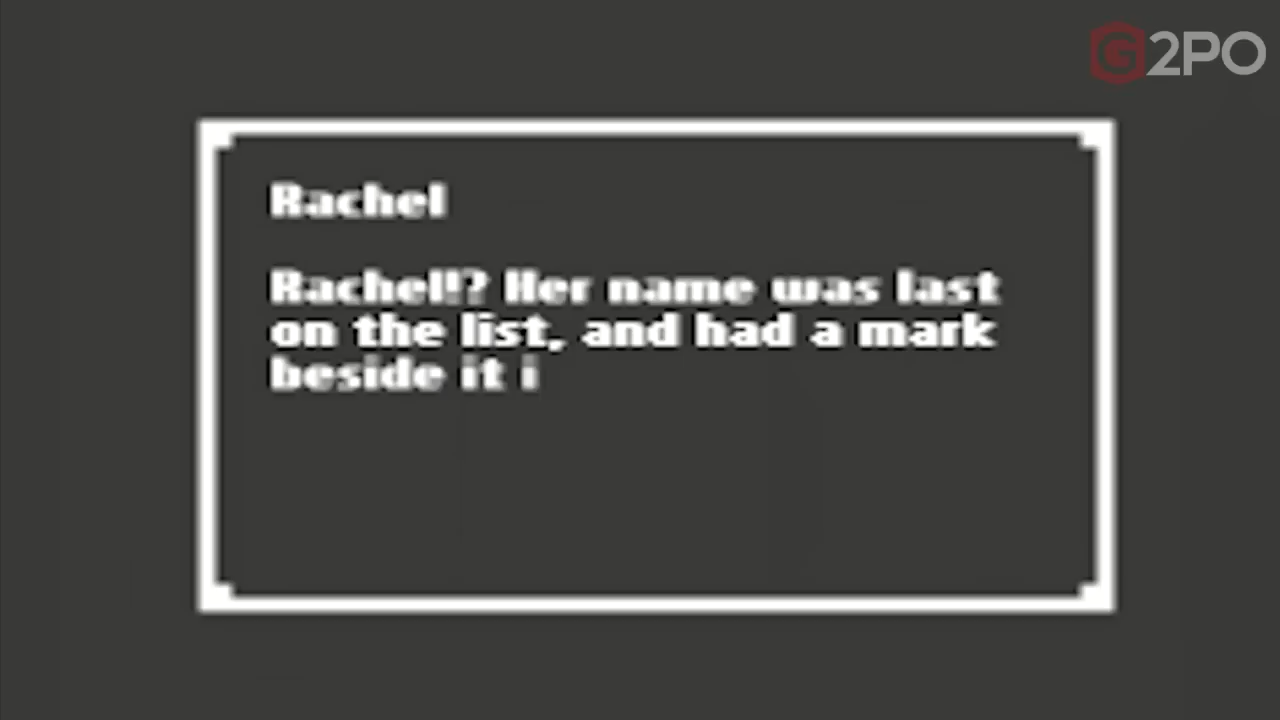 G2PO
Rachel
Rachel!? Her name was last
on the list, and had a mark
beside it i